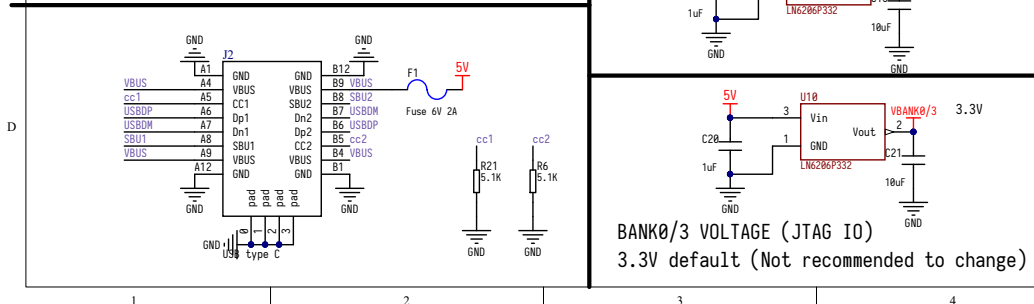 1uF
GND
LN6206P332
10uF
GND
D
GND
J2
A1 GND
VBUS A4 VBUS
cc1 A5 CC1
USBDP A6 Dp1
USBDM A7 Dn1
SBU1 A8 SBU1
VBUS A9 VBUS
A12 GND
GND
GND B12
VBUS B9 VBUS
SBU2 B8 SBU2
Dn2 B7 USBDM
Dp2 B6 USBDP
CC2 B5 cc2
VBUS B4 VBUS
GND B1
GND
GND
pad pad pad pad
0 1 2 3
GND
USB type C
F1
5V
Fuse 6V 2A
cc1
R21
5.1K
GND
cc2
R6
5.1K
GND
5V
U10
VBANK0/3 3.3V
3 Vin
Vout 2
1 GND
C20
1uF
GND
LN6206P332
C21
10uF
GND
BANK0/3 VOLTAGE (JTAG IO)
3.3V default (Not recommended to change)
1 2 3 4